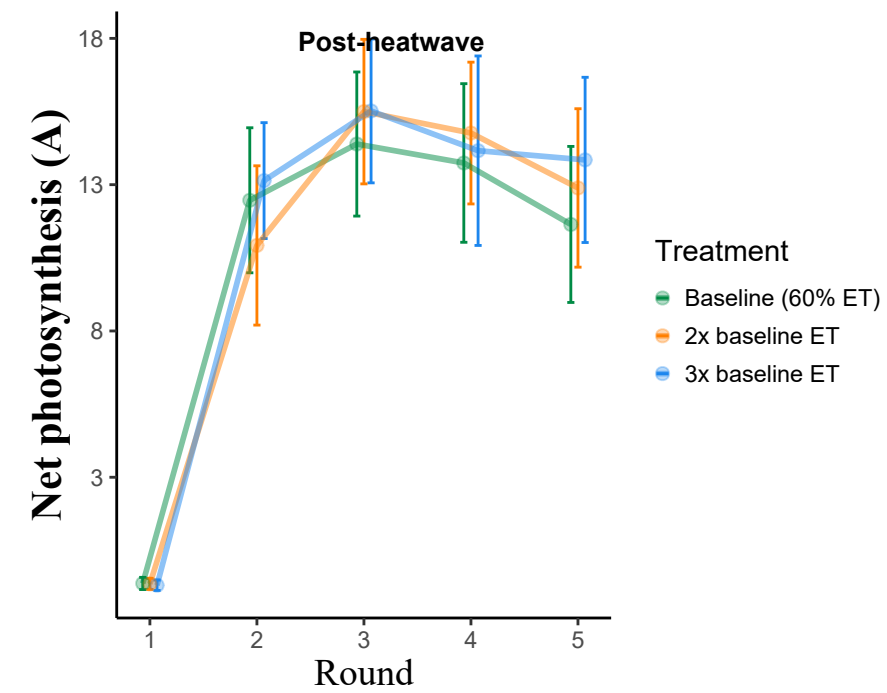 Post-heatwave
18
13
8
3
Net photosynthesis (A)
1 2 3 4 5
Round
Treatment
Baseline (60% ET)
2x baseline ET
3x baseline ET